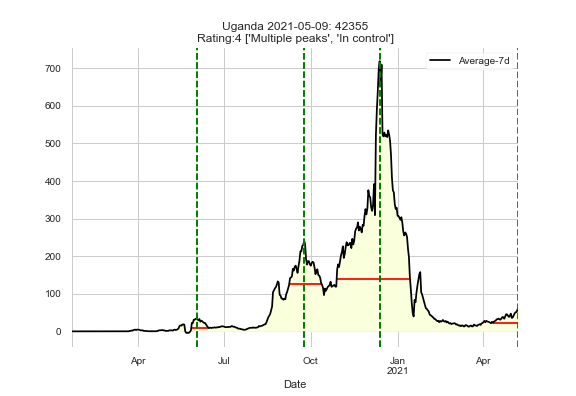 Uganda 2021-05-09: 42355
Rating:4 ['Multiple peaks', 'In control']
Average-7d
700
600
500
400
300
200
100
0
Apr
Jul
Oct
Jan
2021
Apr
Date